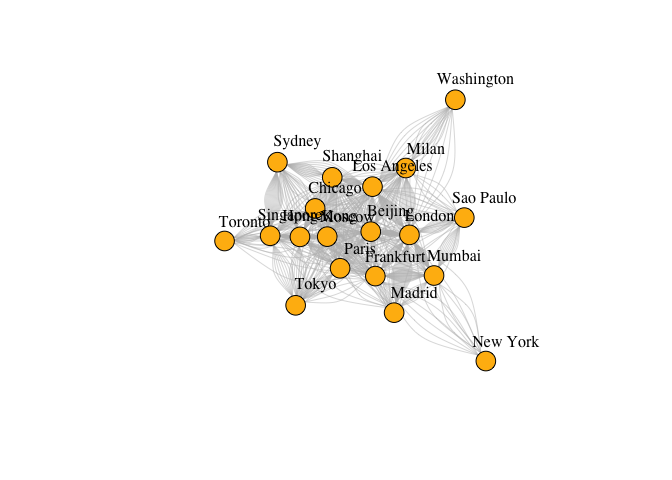 Washington
Sydney
Shanghai
Milan
Los Angeles
Chicago
Sao Paulo
Toronto
Singapore
Hong Kong
Moscow
Beijing
London
Paris
Frankfurt
Mumbai
Tokyo
Madrid
New York